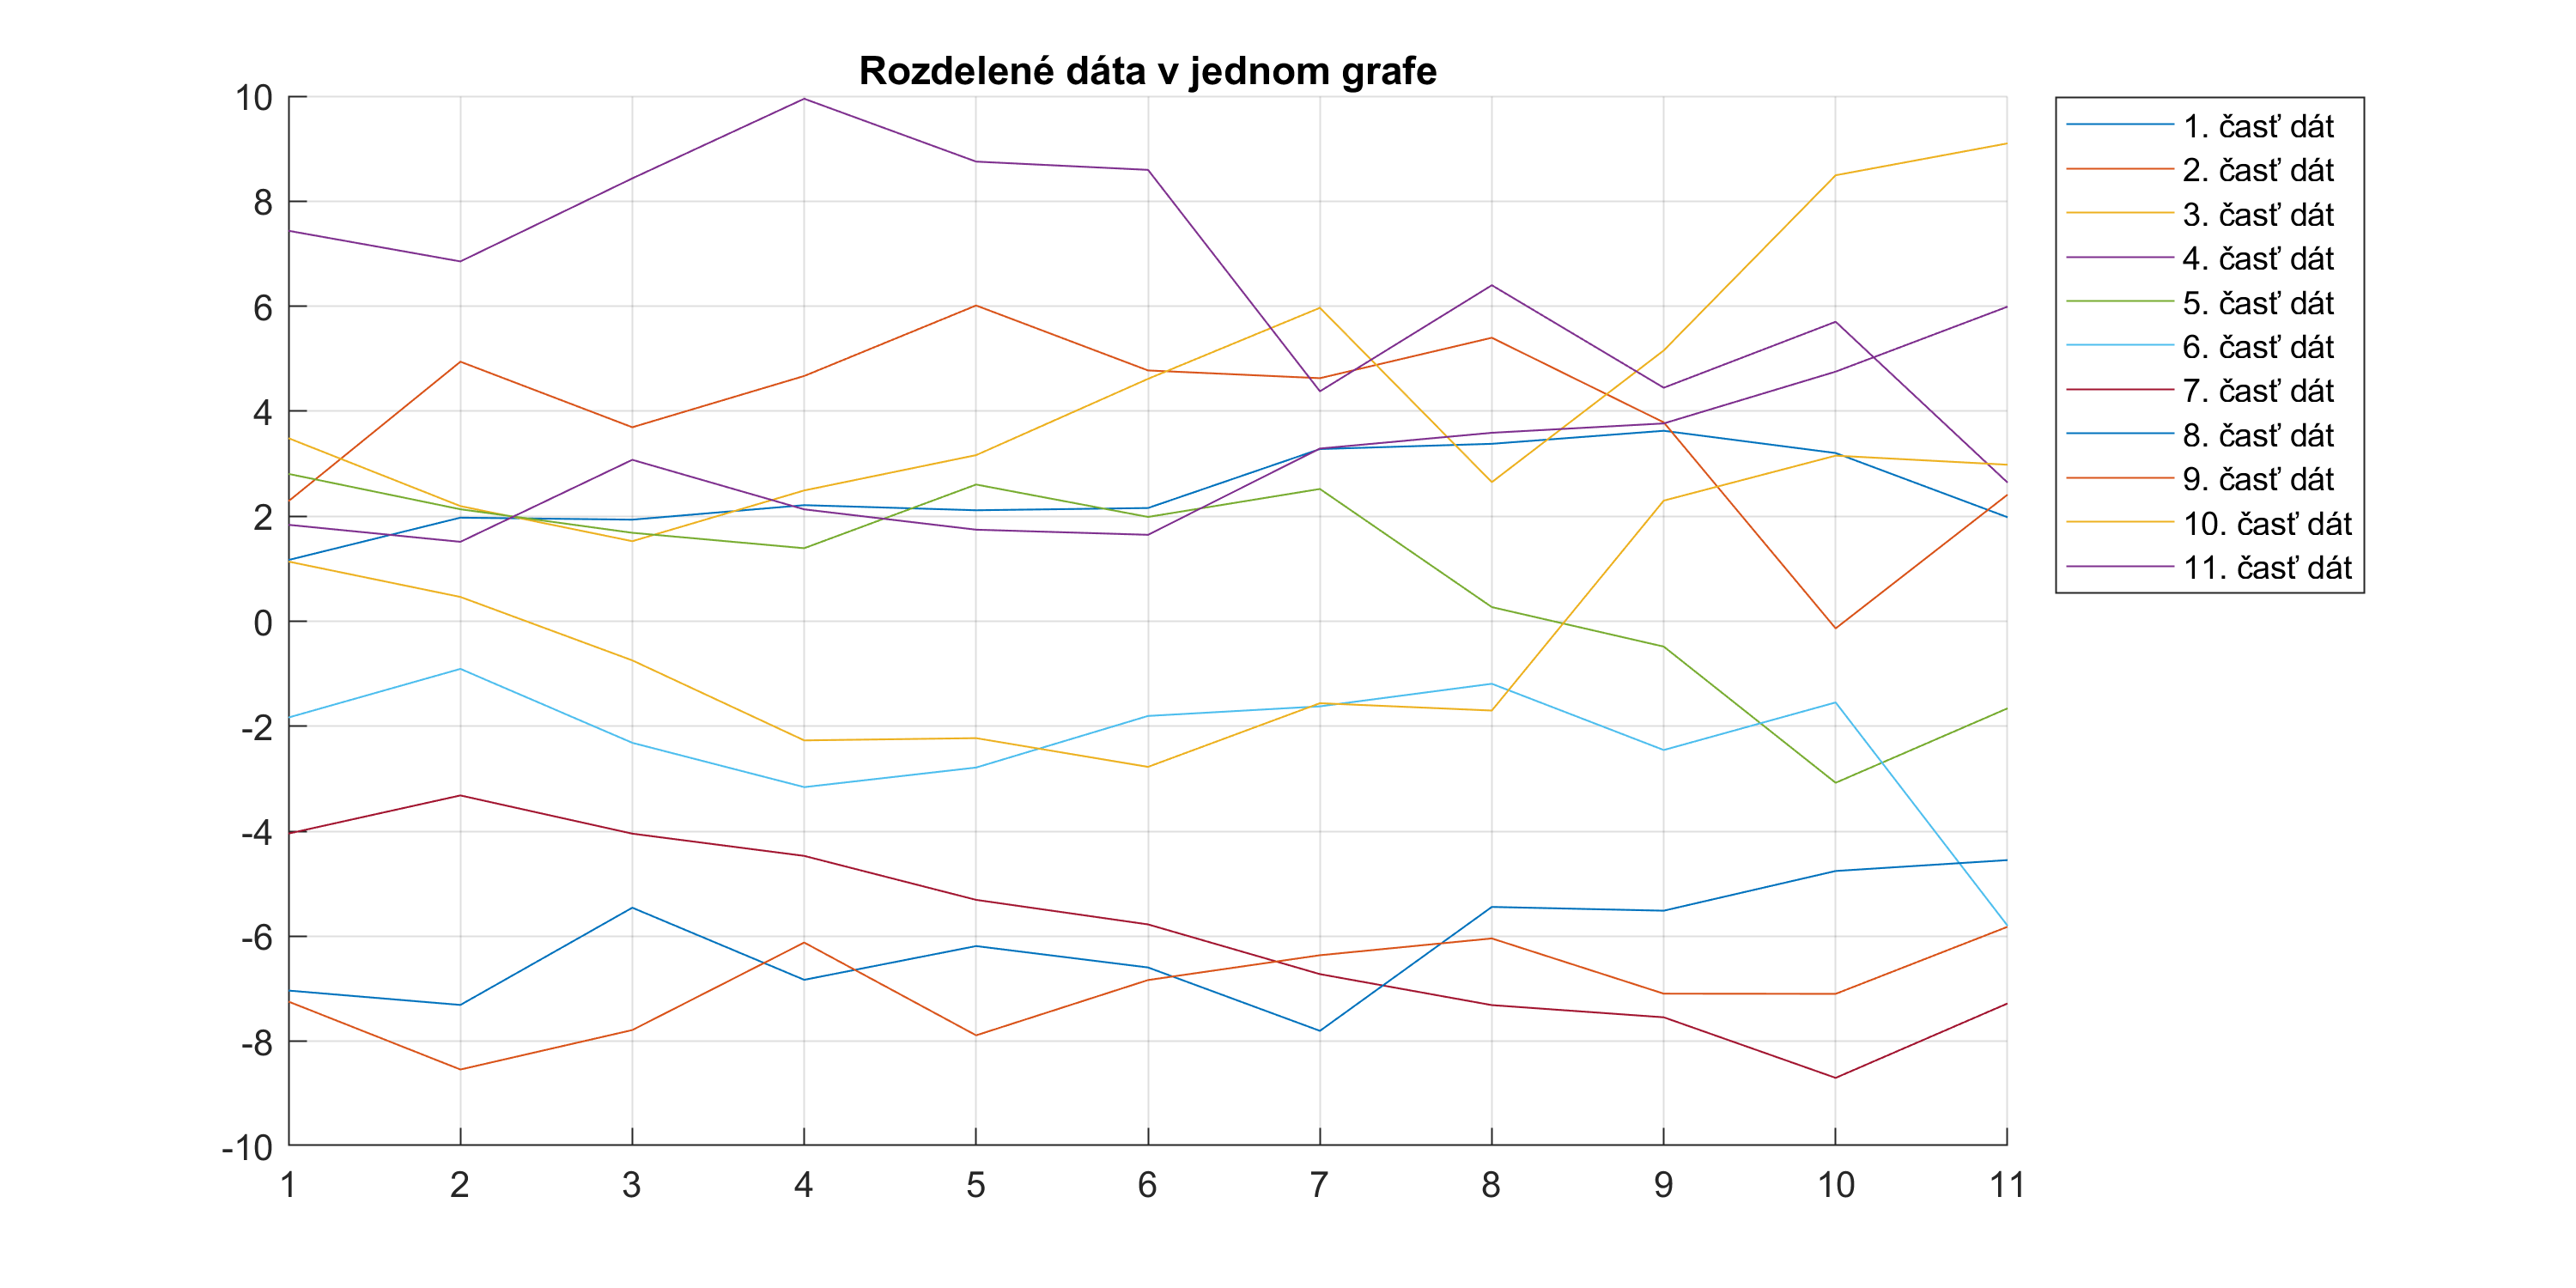 Rozdelené dáta v jednom grafe
10
8
6
4
2
0
-2
-4
-6
-8
-10
1 2 3 4 5 6 7 8 9 10 11
1. časť dát
2. časť dát
3. časť dát
4. časť dát
5. časť dát
6. časť dát
7. časť dát
8. časť dát
9. časť dát
10. časť dát
11. časť dát